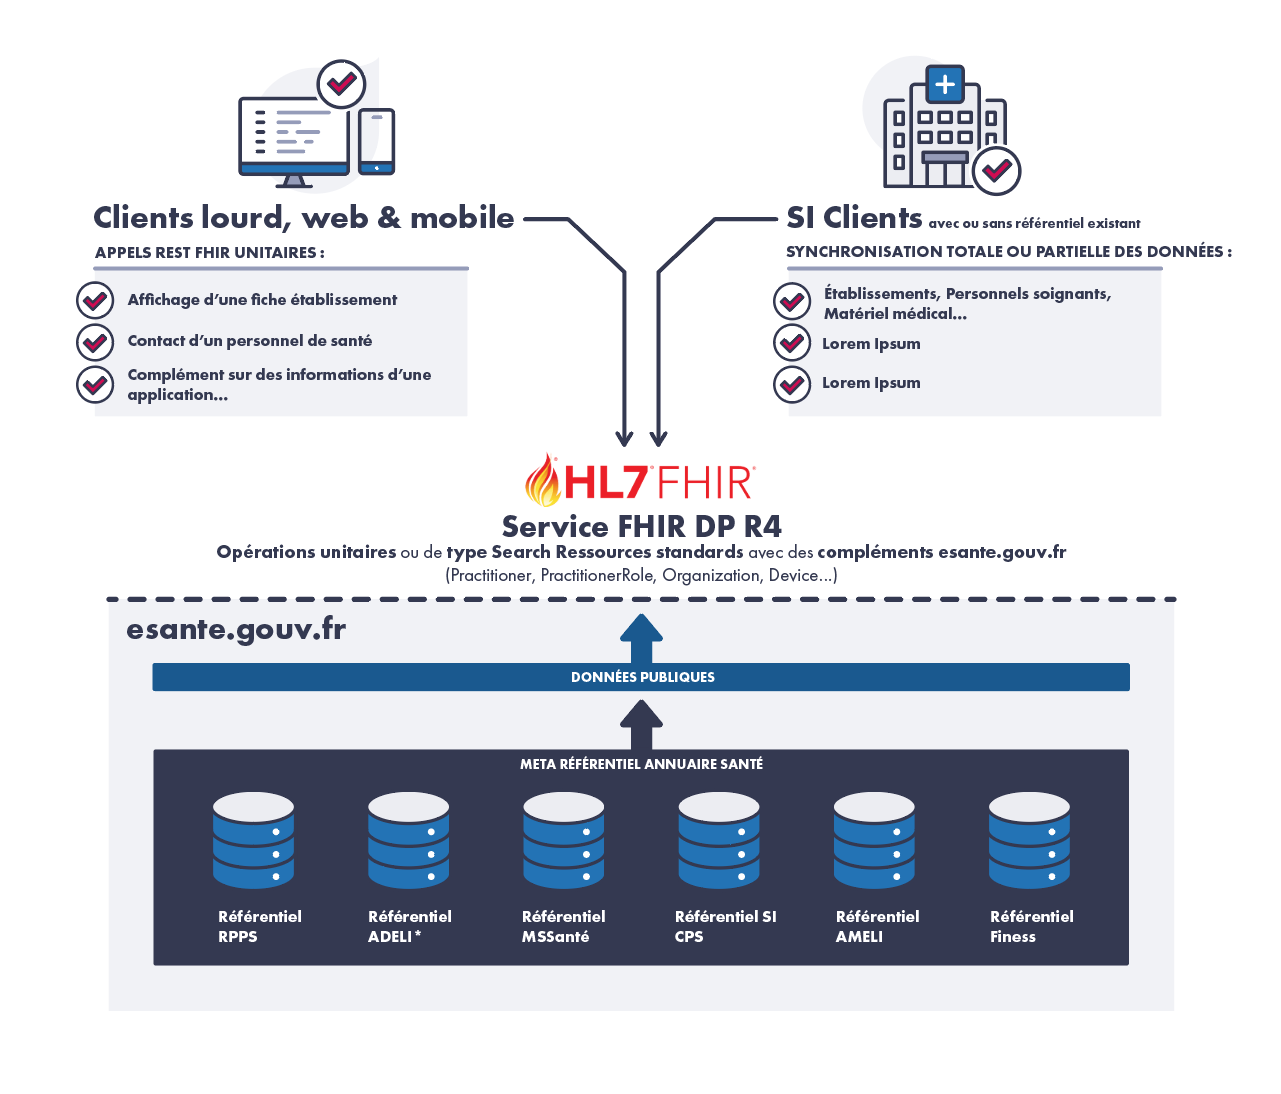 Clients lourd, web & mobile
APPELS REST FHIR UNITAIRES :
Affichage d’une fiche établissement
Contact d’un personnel de santé
Complément sur des informations d’une
application...
SI Clients avec ou sans référentiel existant
SYNCHRONISATION TOTALE OU PARTIELLE DES DONNÉES :
Établissements, Personnels soignants,
Matériel médical...
Lorem Ipsum
Lorem Ipsum
HL7® FHIR®
Service FHIR DP R4
Opérations unitaires ou de type Search Ressources standards avec des compléments esante.gouv.fr
(Practitioner, PractitionerRole, Organization, Device...)
esante.gouv.fr
DONNÉES PUBLIQUES
META RÉFÉRENTIEL ANNUAIRE SANTÉ
Référentiel
RPPS
Référentiel
ADELI *
Référentiel
MSSanté
Référentiel SI
CPS
Référentiel
AMELI
Référentiel
Finess